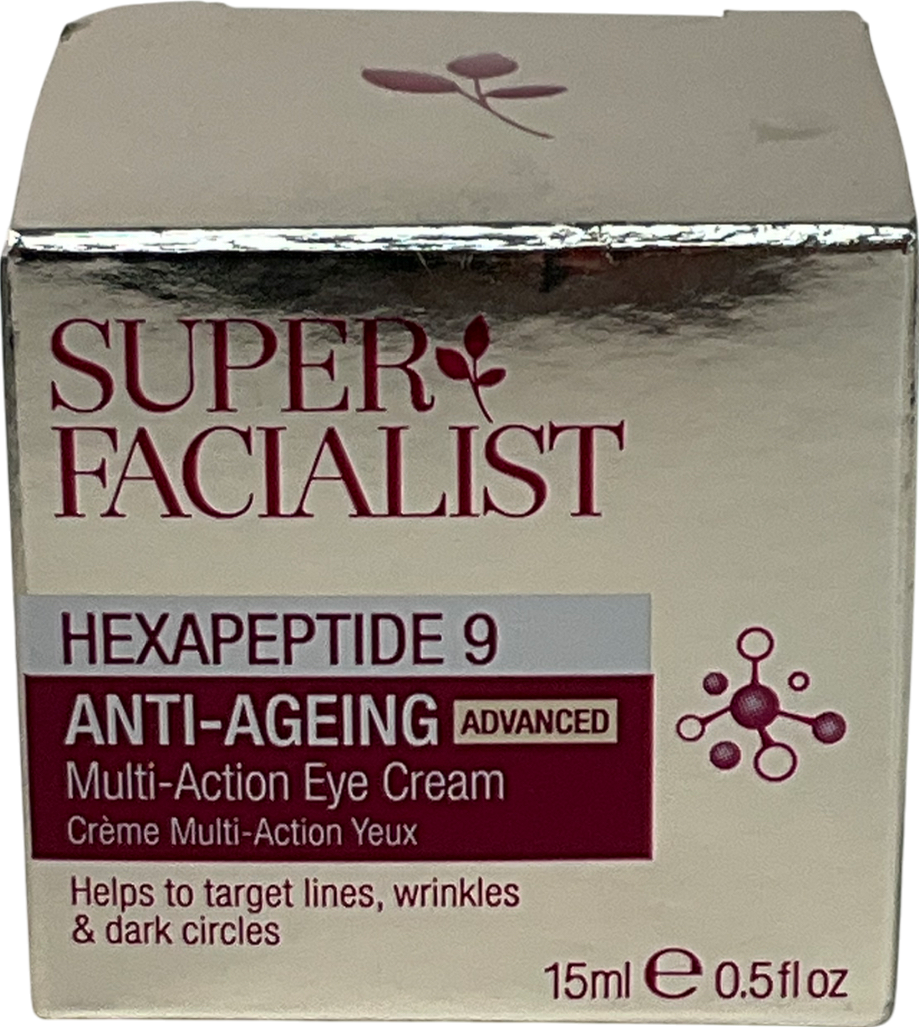 SUPER
FACIALIST
HEXAPEPTIDE 9
ANTI-AGEING ADVANCED
Multi-Action Eye Cream
Crème Multi-Action Yeux
Helps to target lines, wrinkles
& dark circles
15ml ℮ 0.5fl oz